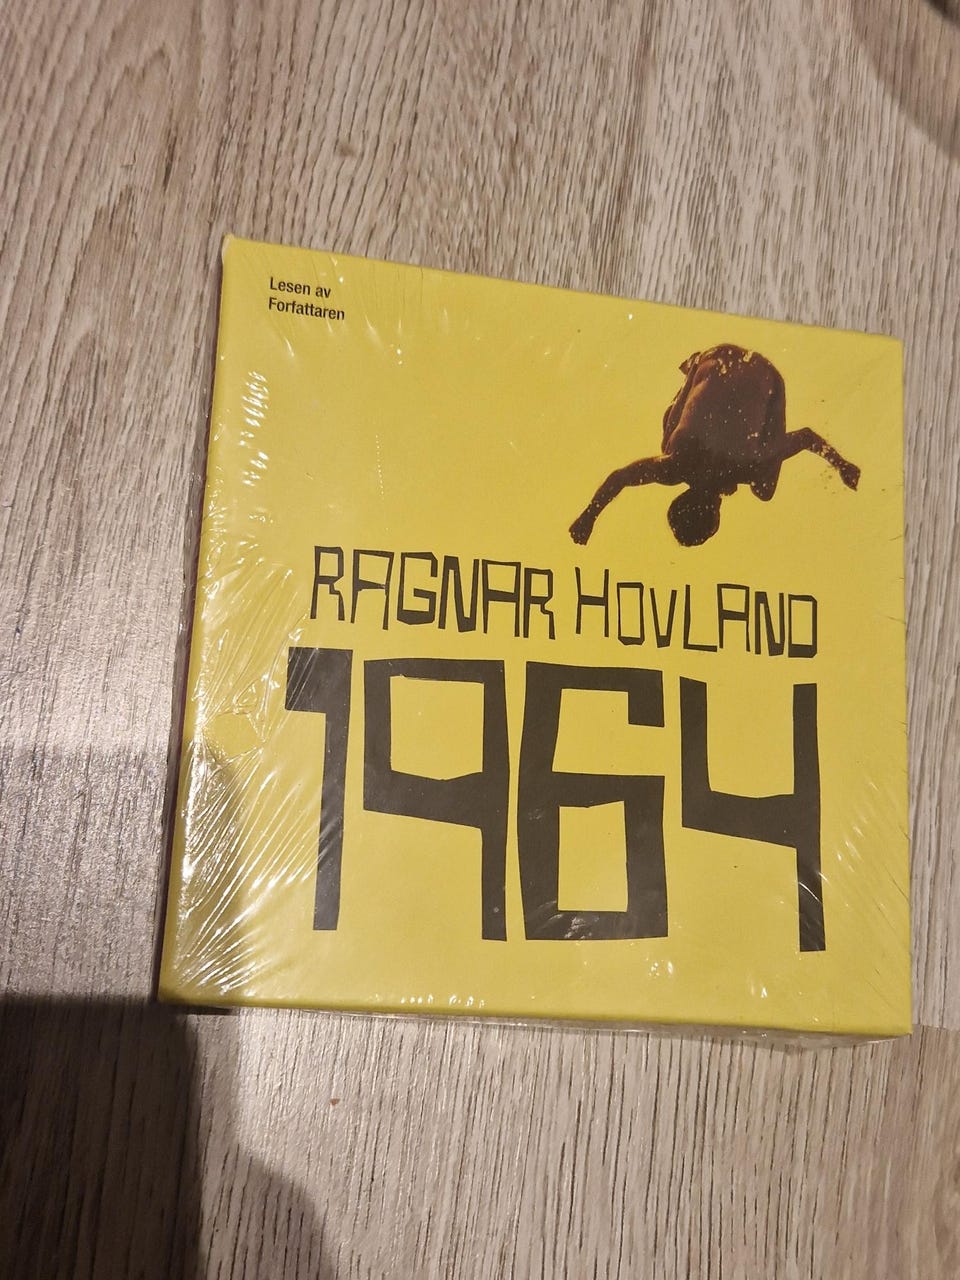 Lesen av
Forfattaren
RAGNAR HOVLAND
1964